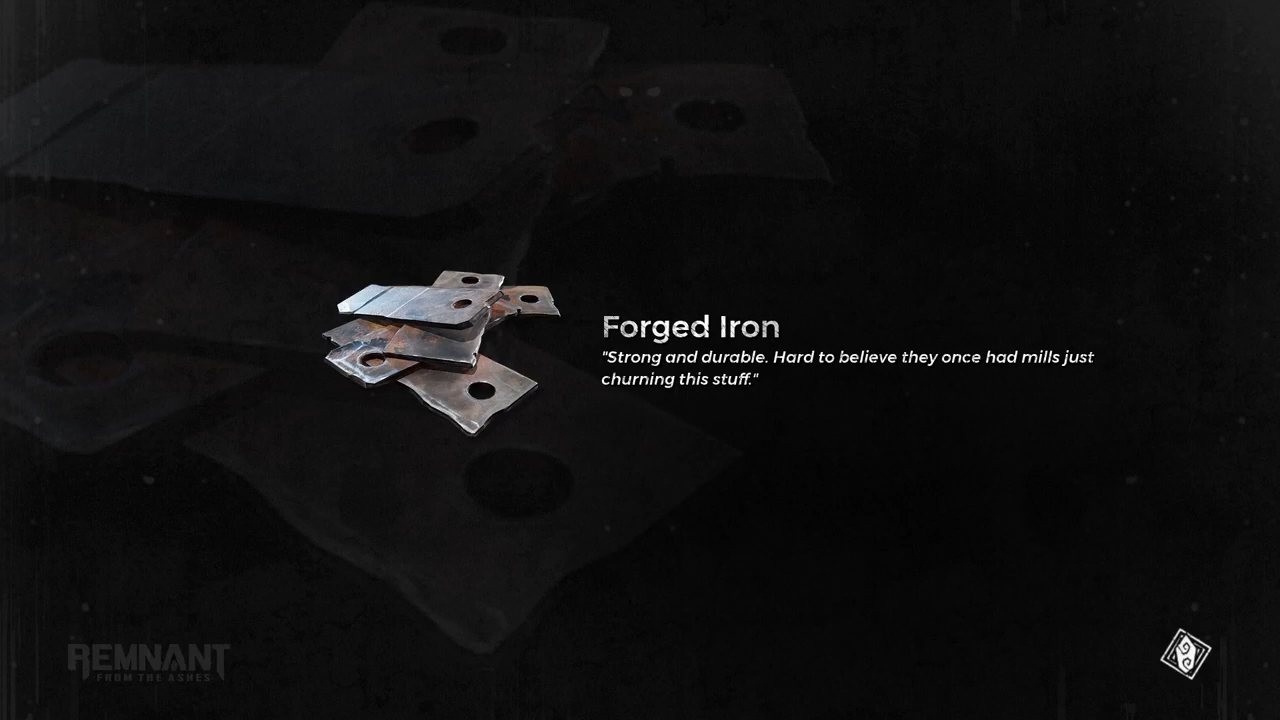 Forged Iron
"Strong and durable. Hard to believe they once had mills just
churning this stuff."
REMNANT
FROM THE ASHES